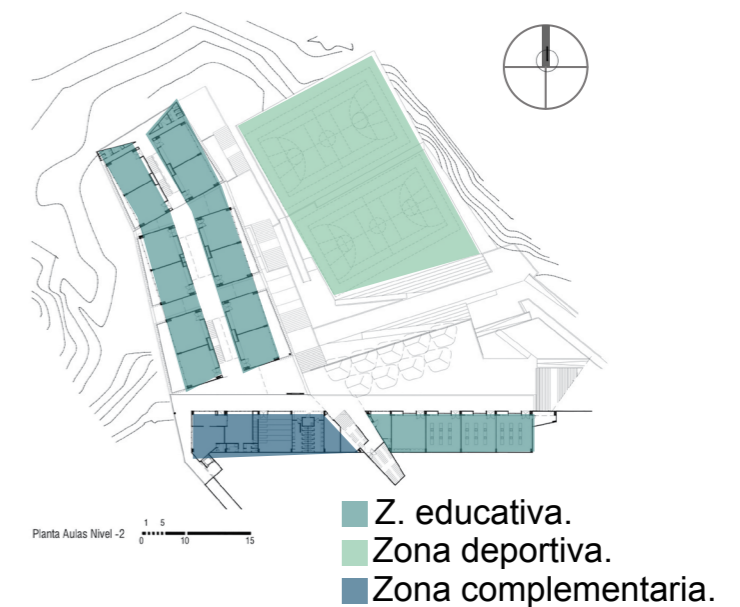 Planta Aulas Nivel -2
1 5
0 10 15
Z. educativa.
Zona deportiva.
Zona complementaria.